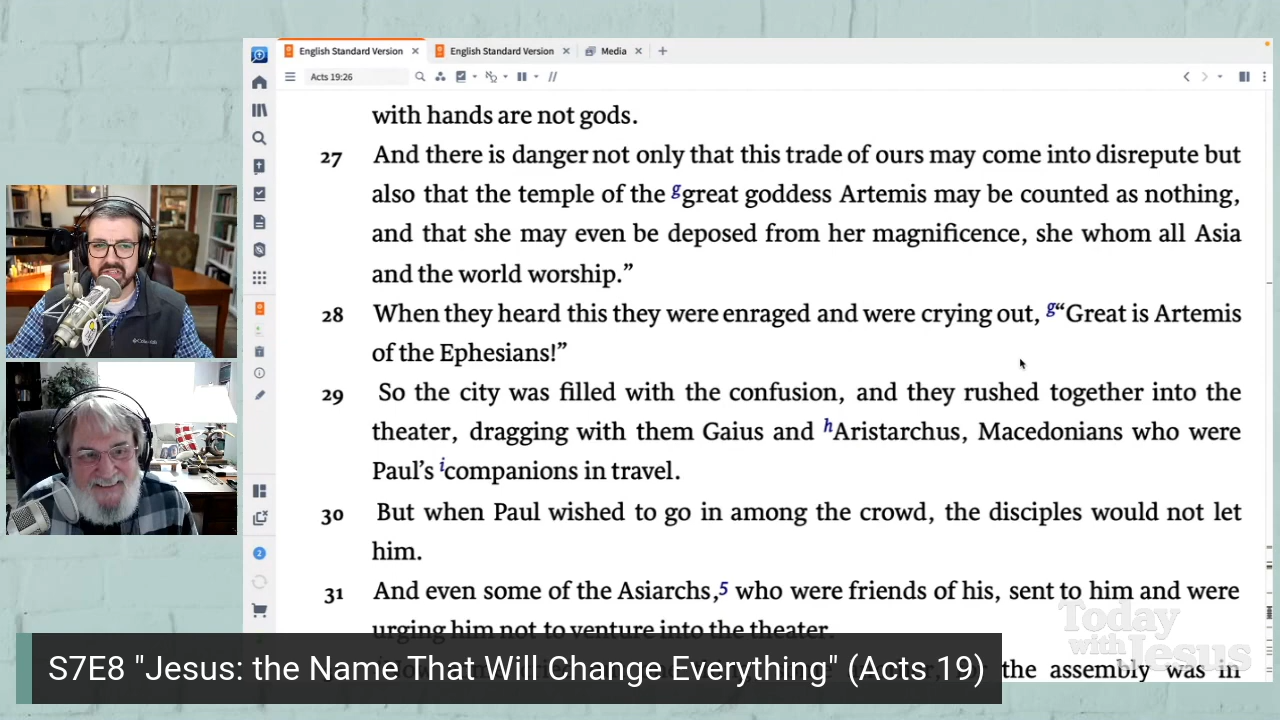 English Standard Version
English Standard Version
Media
Acts 19:26
with hands are not gods.
27 And there is danger not only that this trade of ours may come into disrepute but
also that the temple of the ggreat goddess Artemis may be counted as nothing,
and that she may even be deposed from her magnificence, she whom all Asia
and the world worship.”
28 When they heard this they were enraged and were crying out, g“Great is Artemis
of the Ephesians!”
29 So the city was filled with the confusion, and they rushed together into the
theater, dragging with them Gaius and hAristarchus, Macedonians who were
Paul’s icompanions in travel.
30 But when Paul wished to go in among the crowd, the disciples would not let
him.
31 And even some of the Asiarchs,5 who were friends of his, sent to him and were
urging him not to venture into the theater.
the assembly was in
Today
with Jesus
S7E8 "Jesus: the Name That Will Change Everything" (Acts 19)
2
Columbia